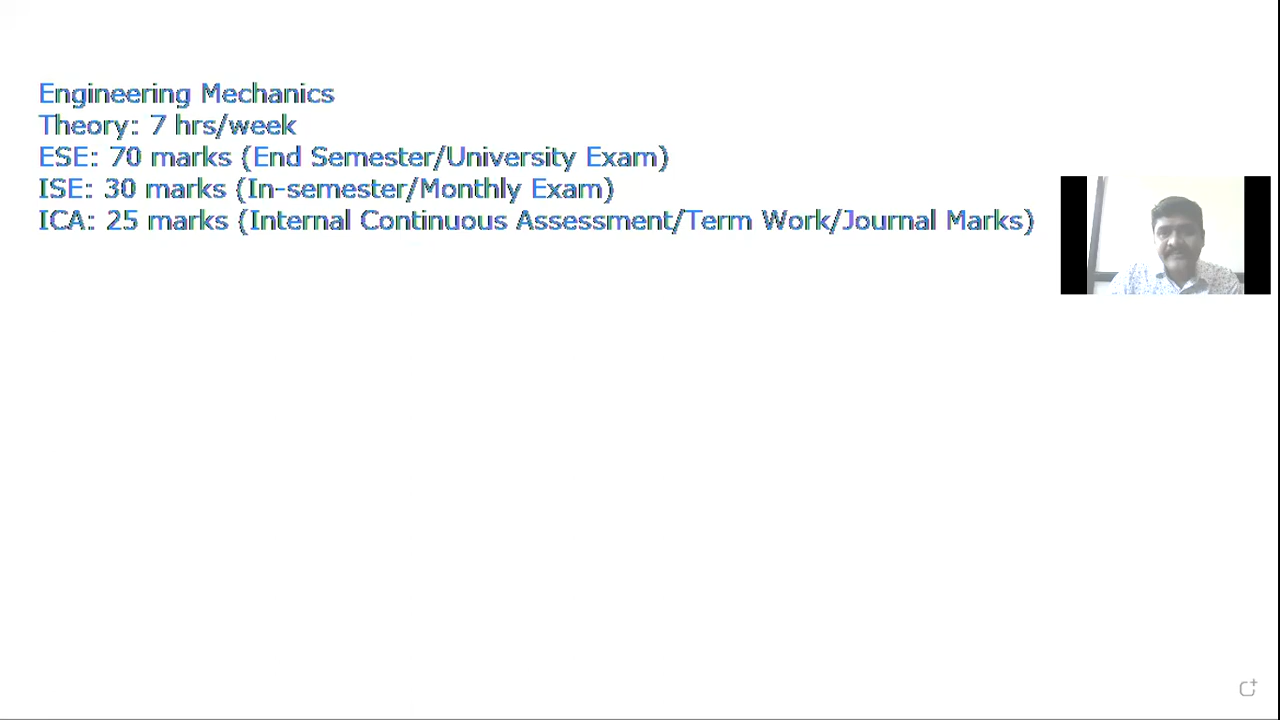 Engineering Mechanics
Theory: 7 hrs/week
ESE: 70 marks (End Semester/University Exam)
ISE: 30 marks (In-semester/Monthly Exam)
ICA: 25 marks (Internal Continuous Assessment/Term Work/Journal Marks)